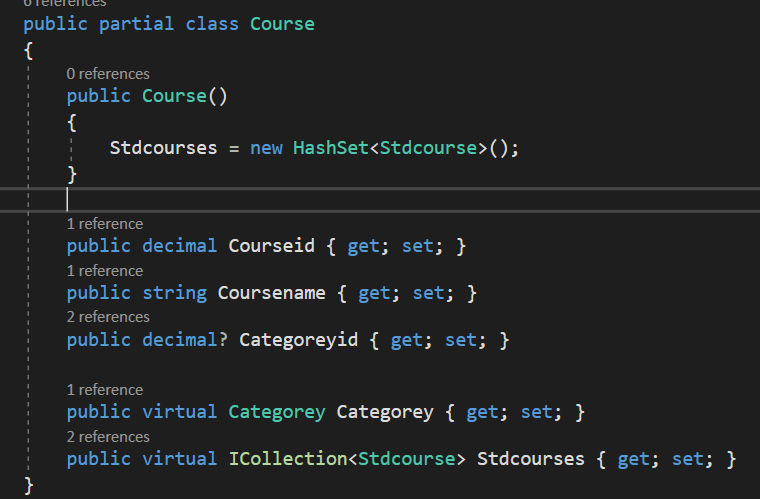 6 references
public partial class Course
{
0 references
public Course()
{
Stdcourses = new HashSet<Stdcourse>();
}
1 reference
public decimal Courseid { get; set; }
1 reference
public string Coursename { get; set; }
2 references
public decimal? Categoreyid { get; set; }
1 reference
public virtual Categorey Categorey { get; set; }
2 references
public virtual ICollection<Stdcourse> Stdcourses { get; set; }
}